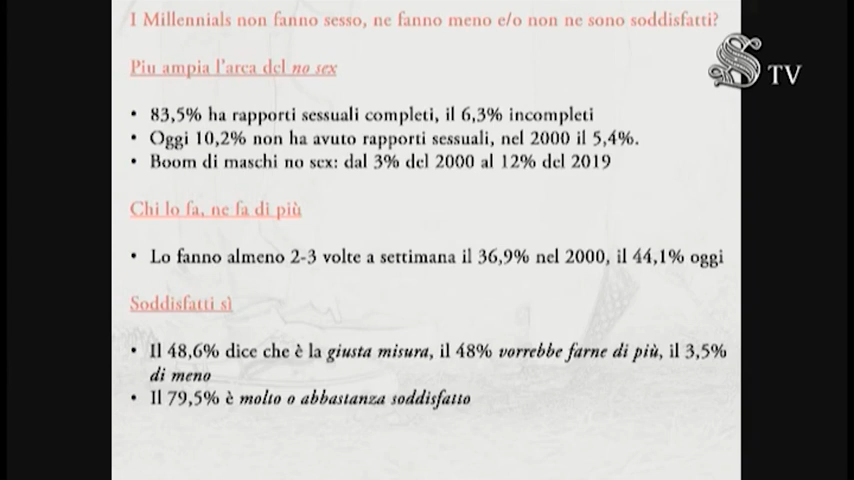 I Millennials non fanno sesso, ne fanno meno e/o non ne sono soddisfatti?
S TV
Piu ampia l'area del no sex
• 83,5% ha rapporti sessuali completi, il 6,3% incompleti
• Oggi 10,2% non ha avuto rapporti sessuali, nel 2000 il 5,4%.
• Boom di maschi no sex: dal 3% del 2000 al 12% del 2019
Chi lo fa, ne fa di più
• Lo fanno almeno 2-3 volte a settimana il 36,9% nel 2000, il 44,1% oggi
Soddisfatti sì
• Il 48,6% dice che è la giusta misura, il 48% vorrebbe farne di più, il 3,5%
di meno
• Il 79,5% è molto o abbastanza soddisfatto